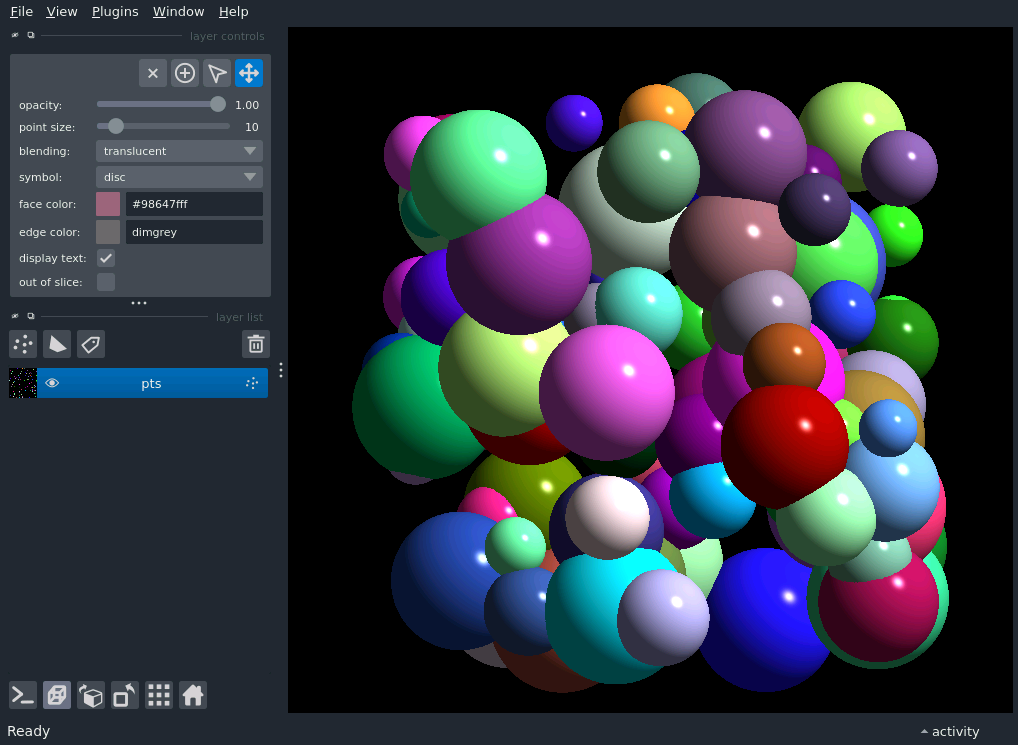 File View Plugins Window Help
layer controls
opacity: 1.00
point size: 10
blending: translucent
symbol: disc
face color: #98647fff
edge color: dimgrey
display text:
out of slice:
layer list
pts
Ready
activity